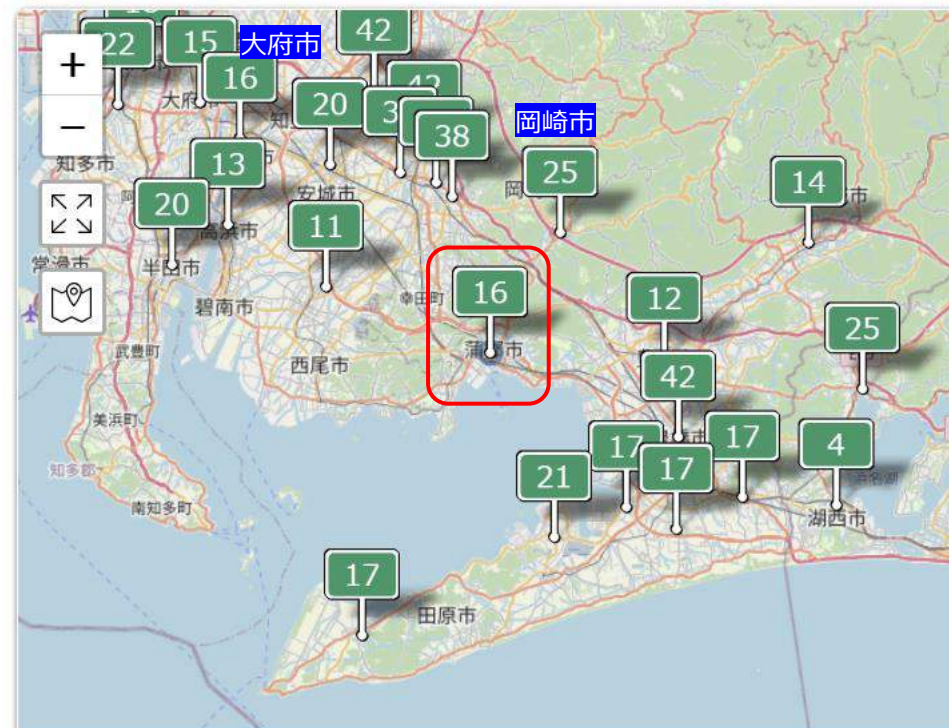 42
22
15
大府市
+
16
20
岡崎市
−
知多市
13
38
25
14
安城市
20
高浜市
11
常滑市
半田市
碧南市
幸田町
16
12
25
武豊町
西尾市
蒲郡市
42
美浜町
知多郡
17
17
4
21
17
南知多町
湖西市
浜名湖
17
田原市